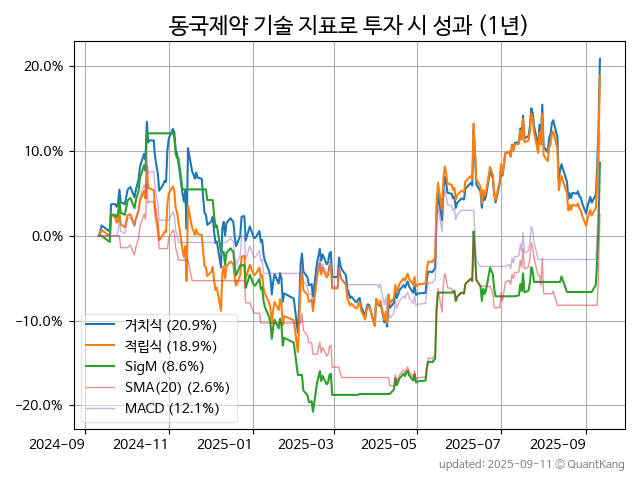 동국제약 기술 지표로 투자 시 성과 (1년)
20.0%
10.0%
0.0%
−10.0%
−20.0%
거치식 (20.9%)
적립식 (18.9%)
SigM (8.6%)
SMA(20) (2.6%)
MACD (12.1%)
2024-09 2024-11 2025-01 2025-03 2025-05 2025-07 2025-09
updated: 2025-09-11 © QuantKang